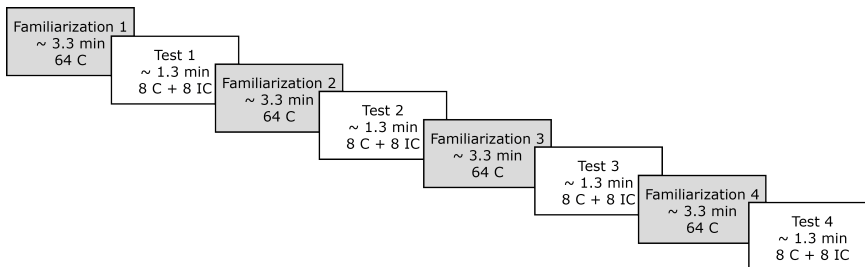 Familiarization 1
~ 3.3 min
64 C
Test 1
~ 1.3 min
8 C + 8 IC
Familiarization 2
~ 3.3 min
64 C
Test 2
~ 1.3 min
8 C + 8 IC
Familiarization 3
~ 3.3 min
64 C
Test 3
~ 1.3 min
8 C + 8 IC
Familiarization 4
~ 3.3 min
64 C
Test 4
~ 1.3 min
8 C + 8 IC